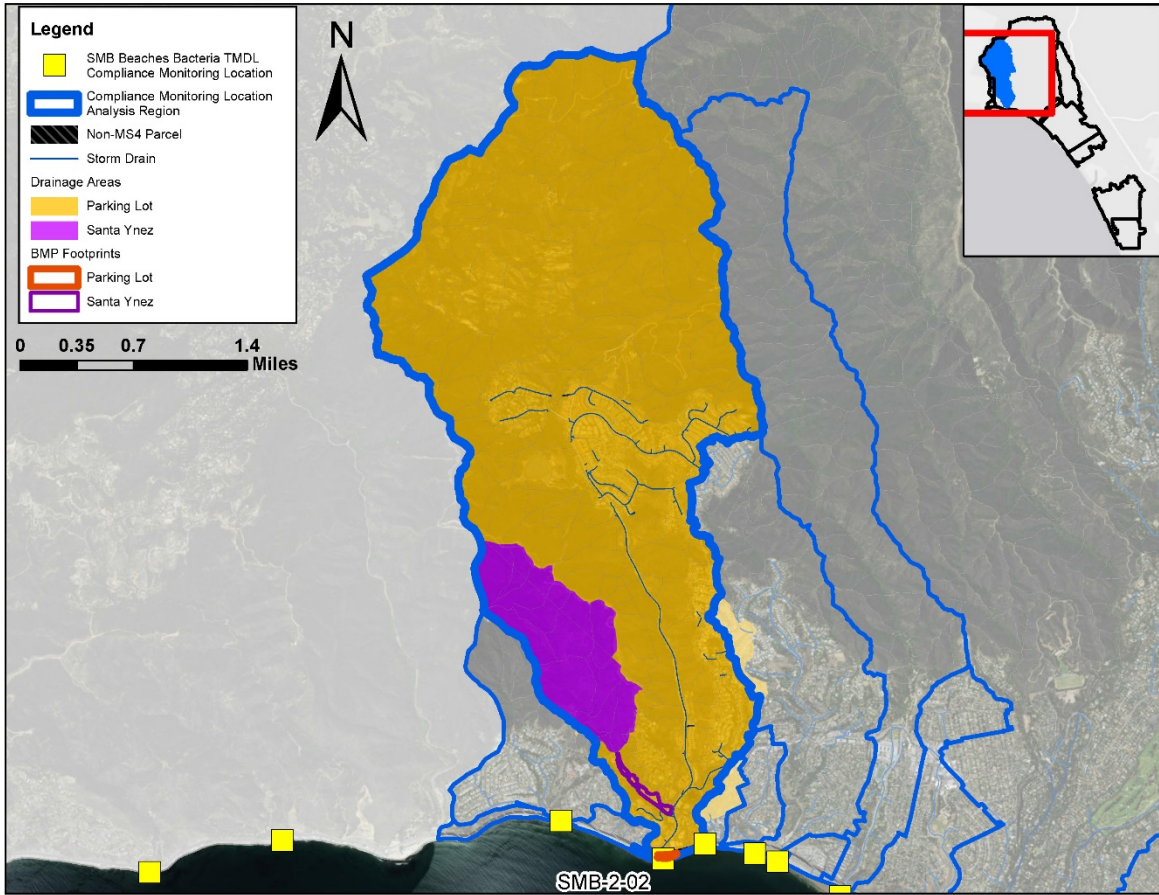 Legend
SMB Beaches Bacteria TMDL
Compliance Monitoring Location
Compliance Monitoring Location
Analysis Region
Non-MS4 Parcel
Storm Drain
Drainage Areas
Parking Lot
Santa Ynez
BMP Footprints
Parking Lot
Santa Ynez
N
0 0.35 0.7 1.4
Miles
SMB-2-02